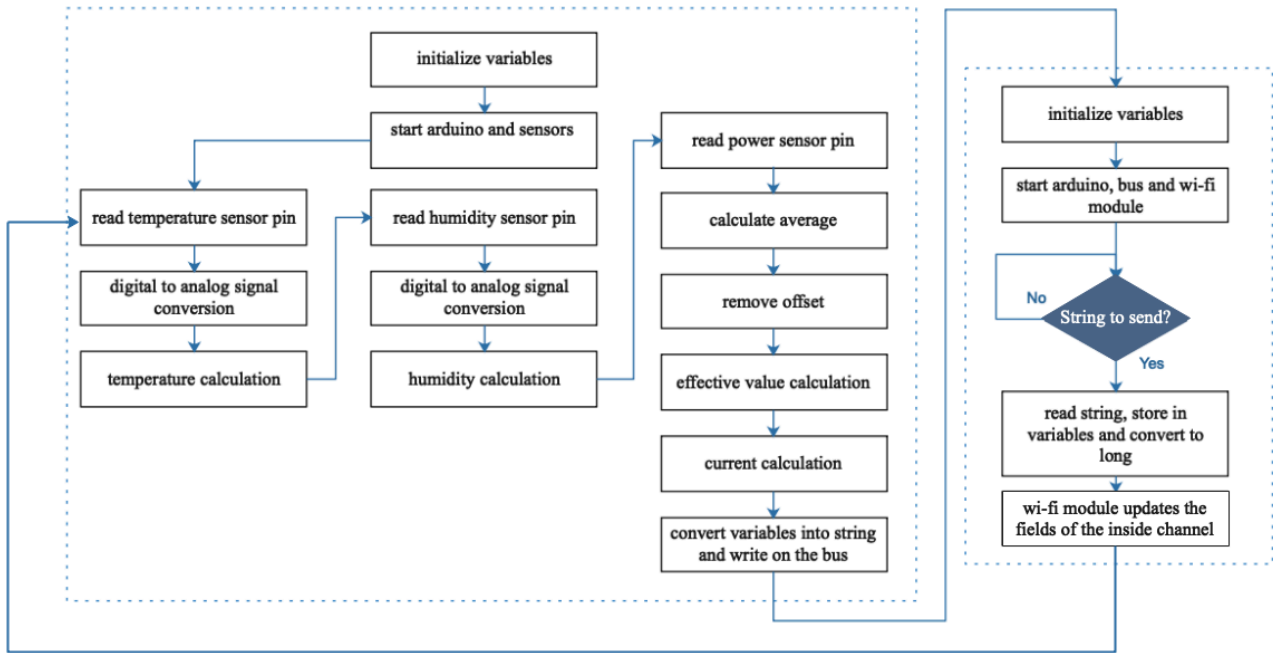 initialize variables
start arduino and sensors
read temperature sensor pin
digital to analog signal
conversion
temperature calculation
read humidity sensor pin
digital to analog signal
conversion
humidity calculation
read power sensor pin
calculate average
remove offset
effective value calculation
current calculation
convert variables into string
and write on the bus
initialize variables
start arduino, bus and wi-fi
module
String to send?
No
Yes
read string, store in
variables and convert to
long
wi-fi module updates the
fields of the inside channel